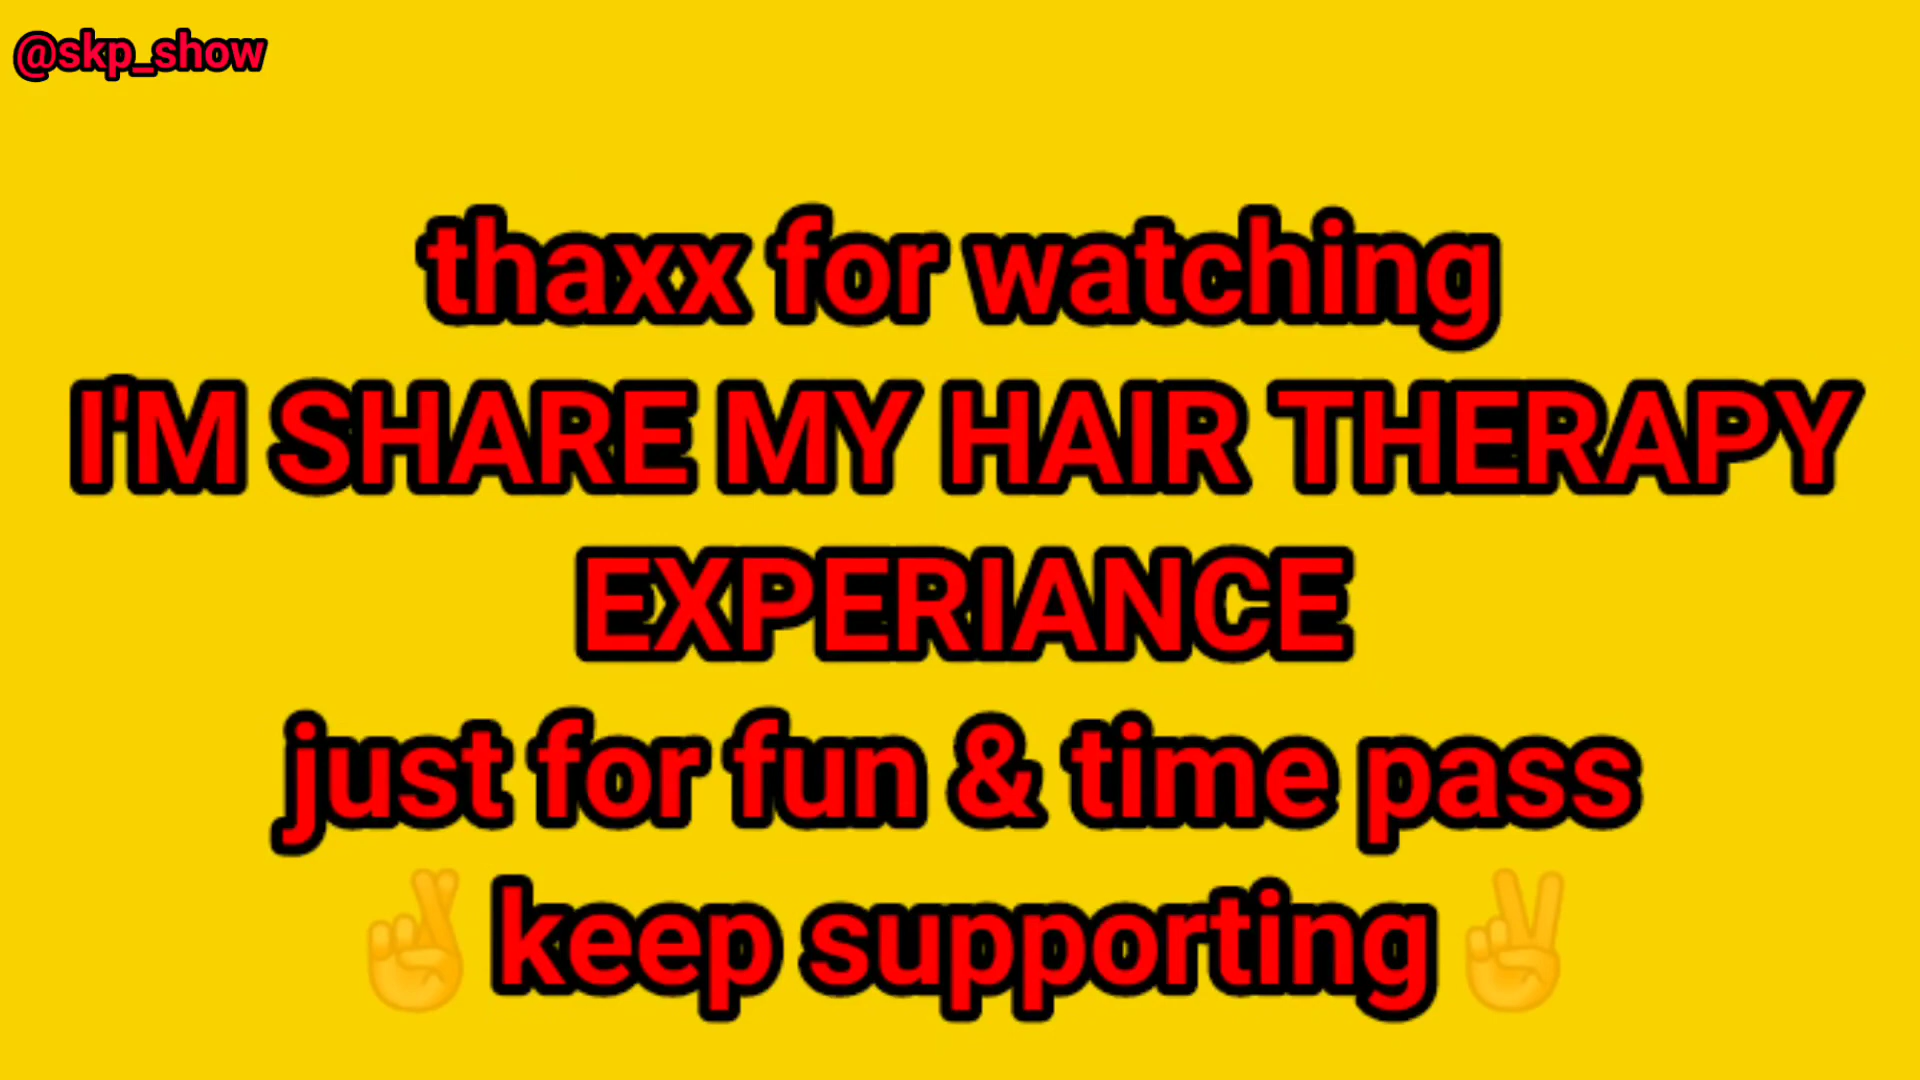 @skp_show
thaxx for watching
I'M SHARE MY HAIR THERAPY
EXPERIANCE
just for fun & time pass
🤞keep supporting✌